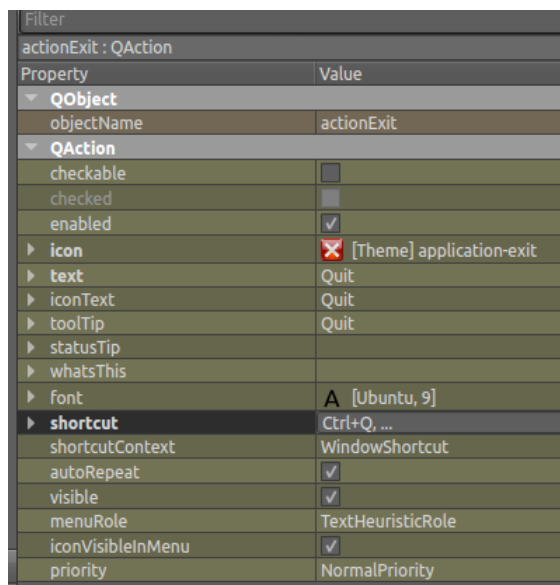 Filter
actionExit : QAction
Property Value
QObject
objectName actionExit
QAction
checkable
checked
enabled
icon [Theme] application-exit
text Quit
iconText Quit
toolTip Quit
statusTip
whatsThis
font A [Ubuntu, 9]
shortcut Ctrl+Q, ...
shortcutContext WindowShortcut
autoRepeat
visible
menuRole TextHeuristicRole
iconVisibleInMenu
priority NormalPriority